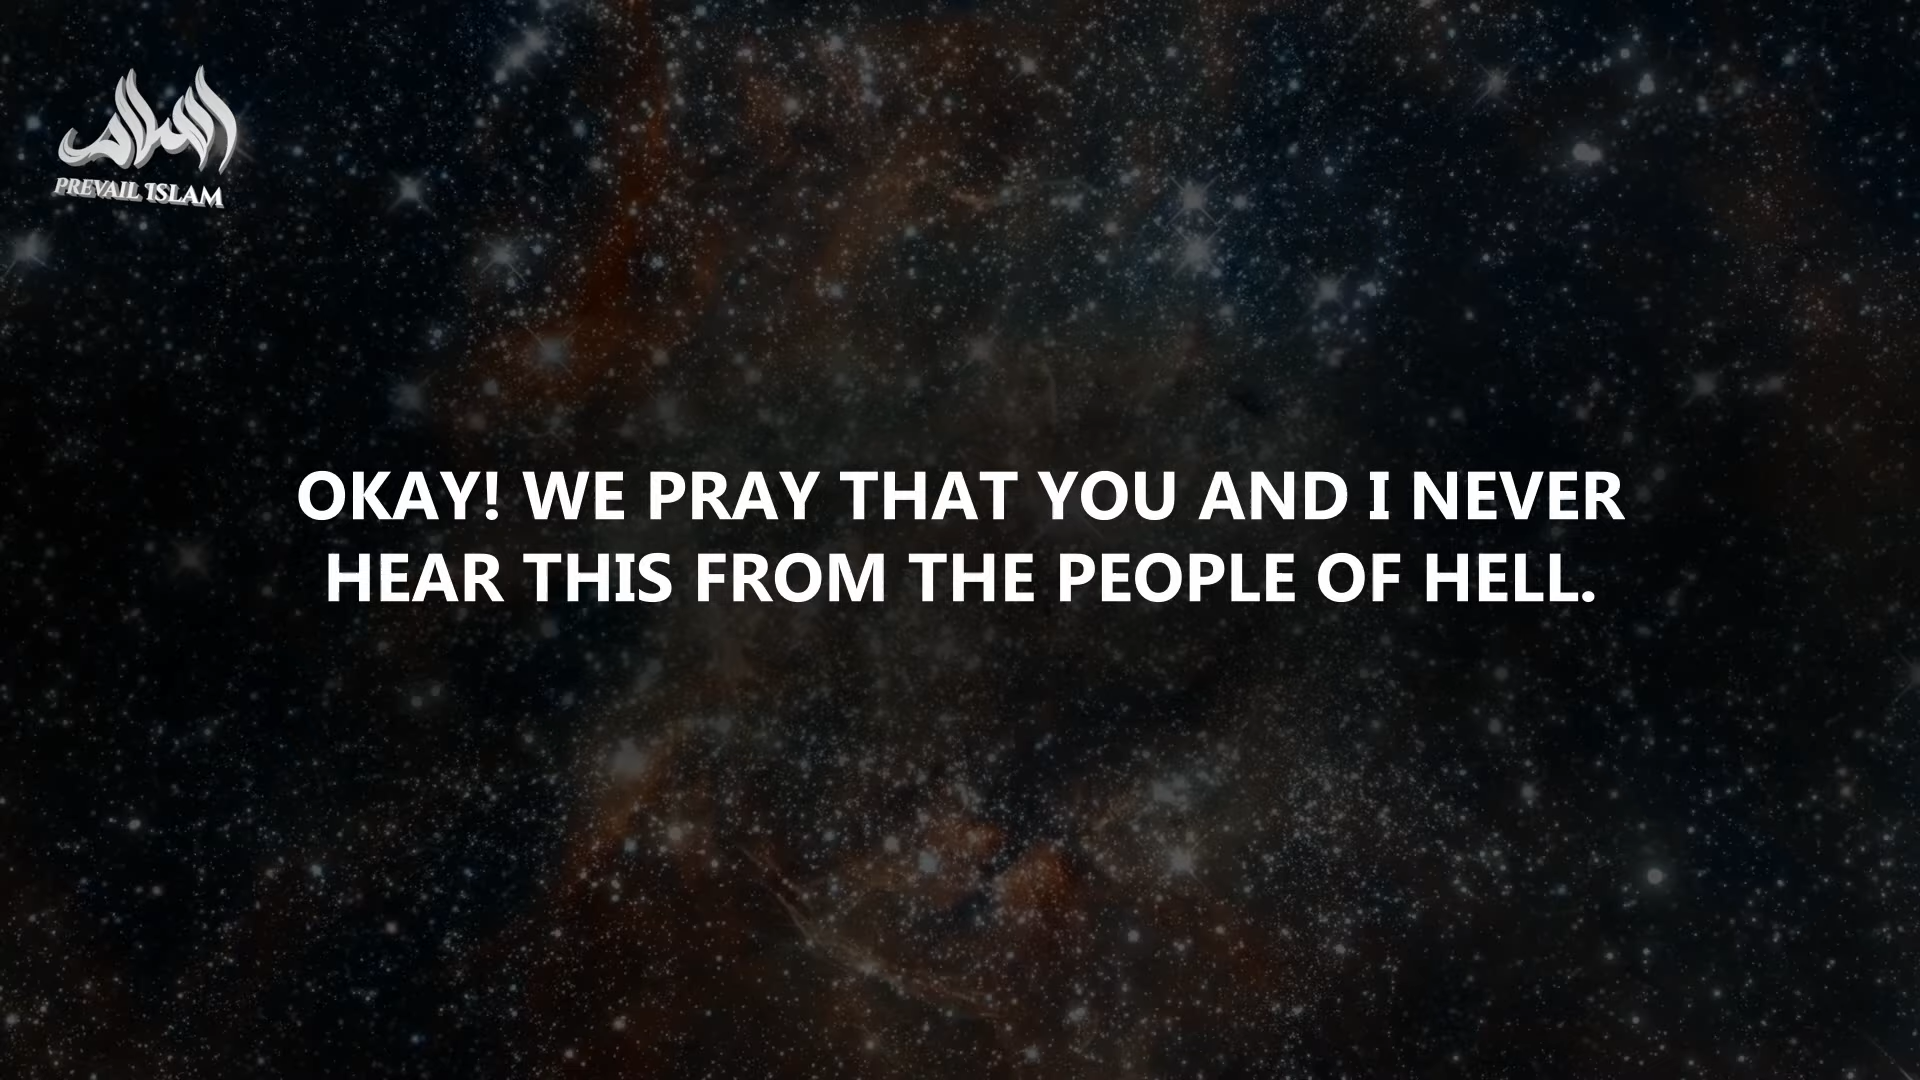 السلام
PREVAIL ISLAM
OKAY! WE PRAY THAT YOU AND I NEVER
HEAR THIS FROM THE PEOPLE OF HELL.